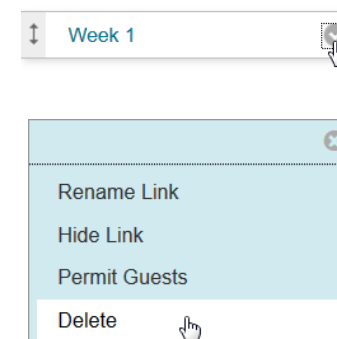 Week 1
Rename Link
Hide Link
Permit Guests
Delete